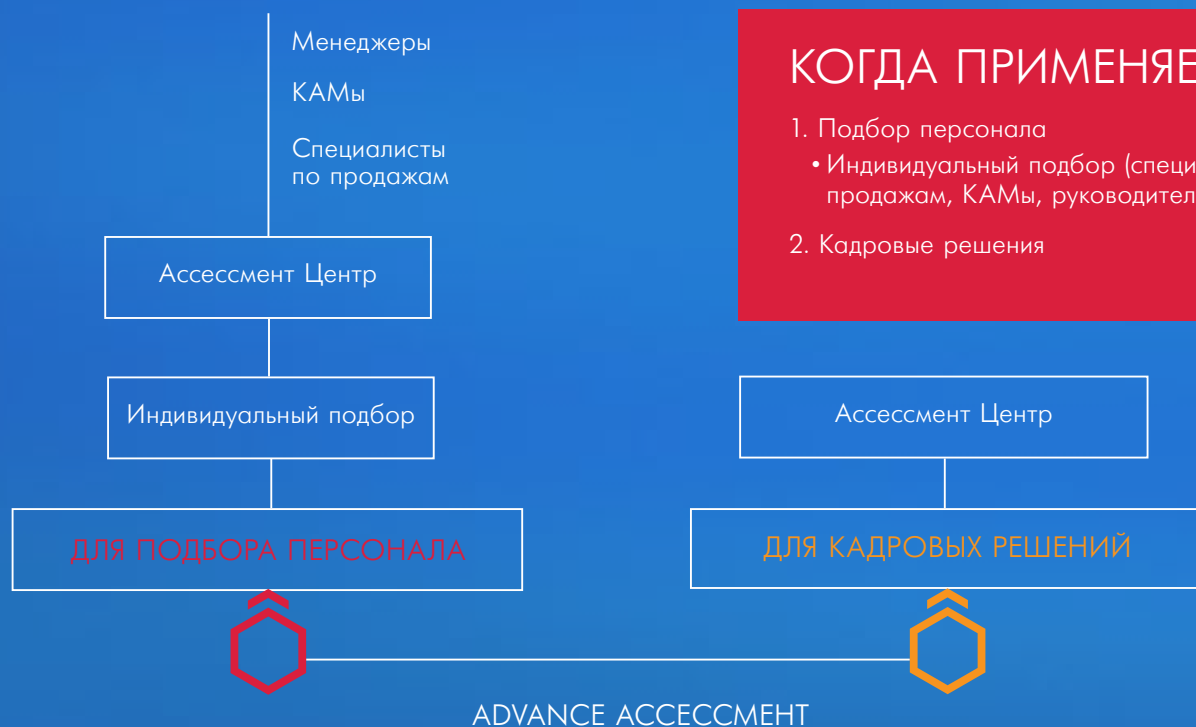 Менеджеры
КАМы
Специалисты
по продажам
Ассессмент Центр
Индивидуальный подбор
ДЛЯ ПОДБОРА ПЕРСОНАЛА
КОГДА ПРИМЕНЯЕ
1. Подбор персонала
• Индивидуальный подбор (специ
продажам, КАМы, руководител
2. Кадровые решения
Ассессмент Центр
ДЛЯ КАДРОВЫХ РЕШЕНИЙ
ADVANCE ACCECCMENT